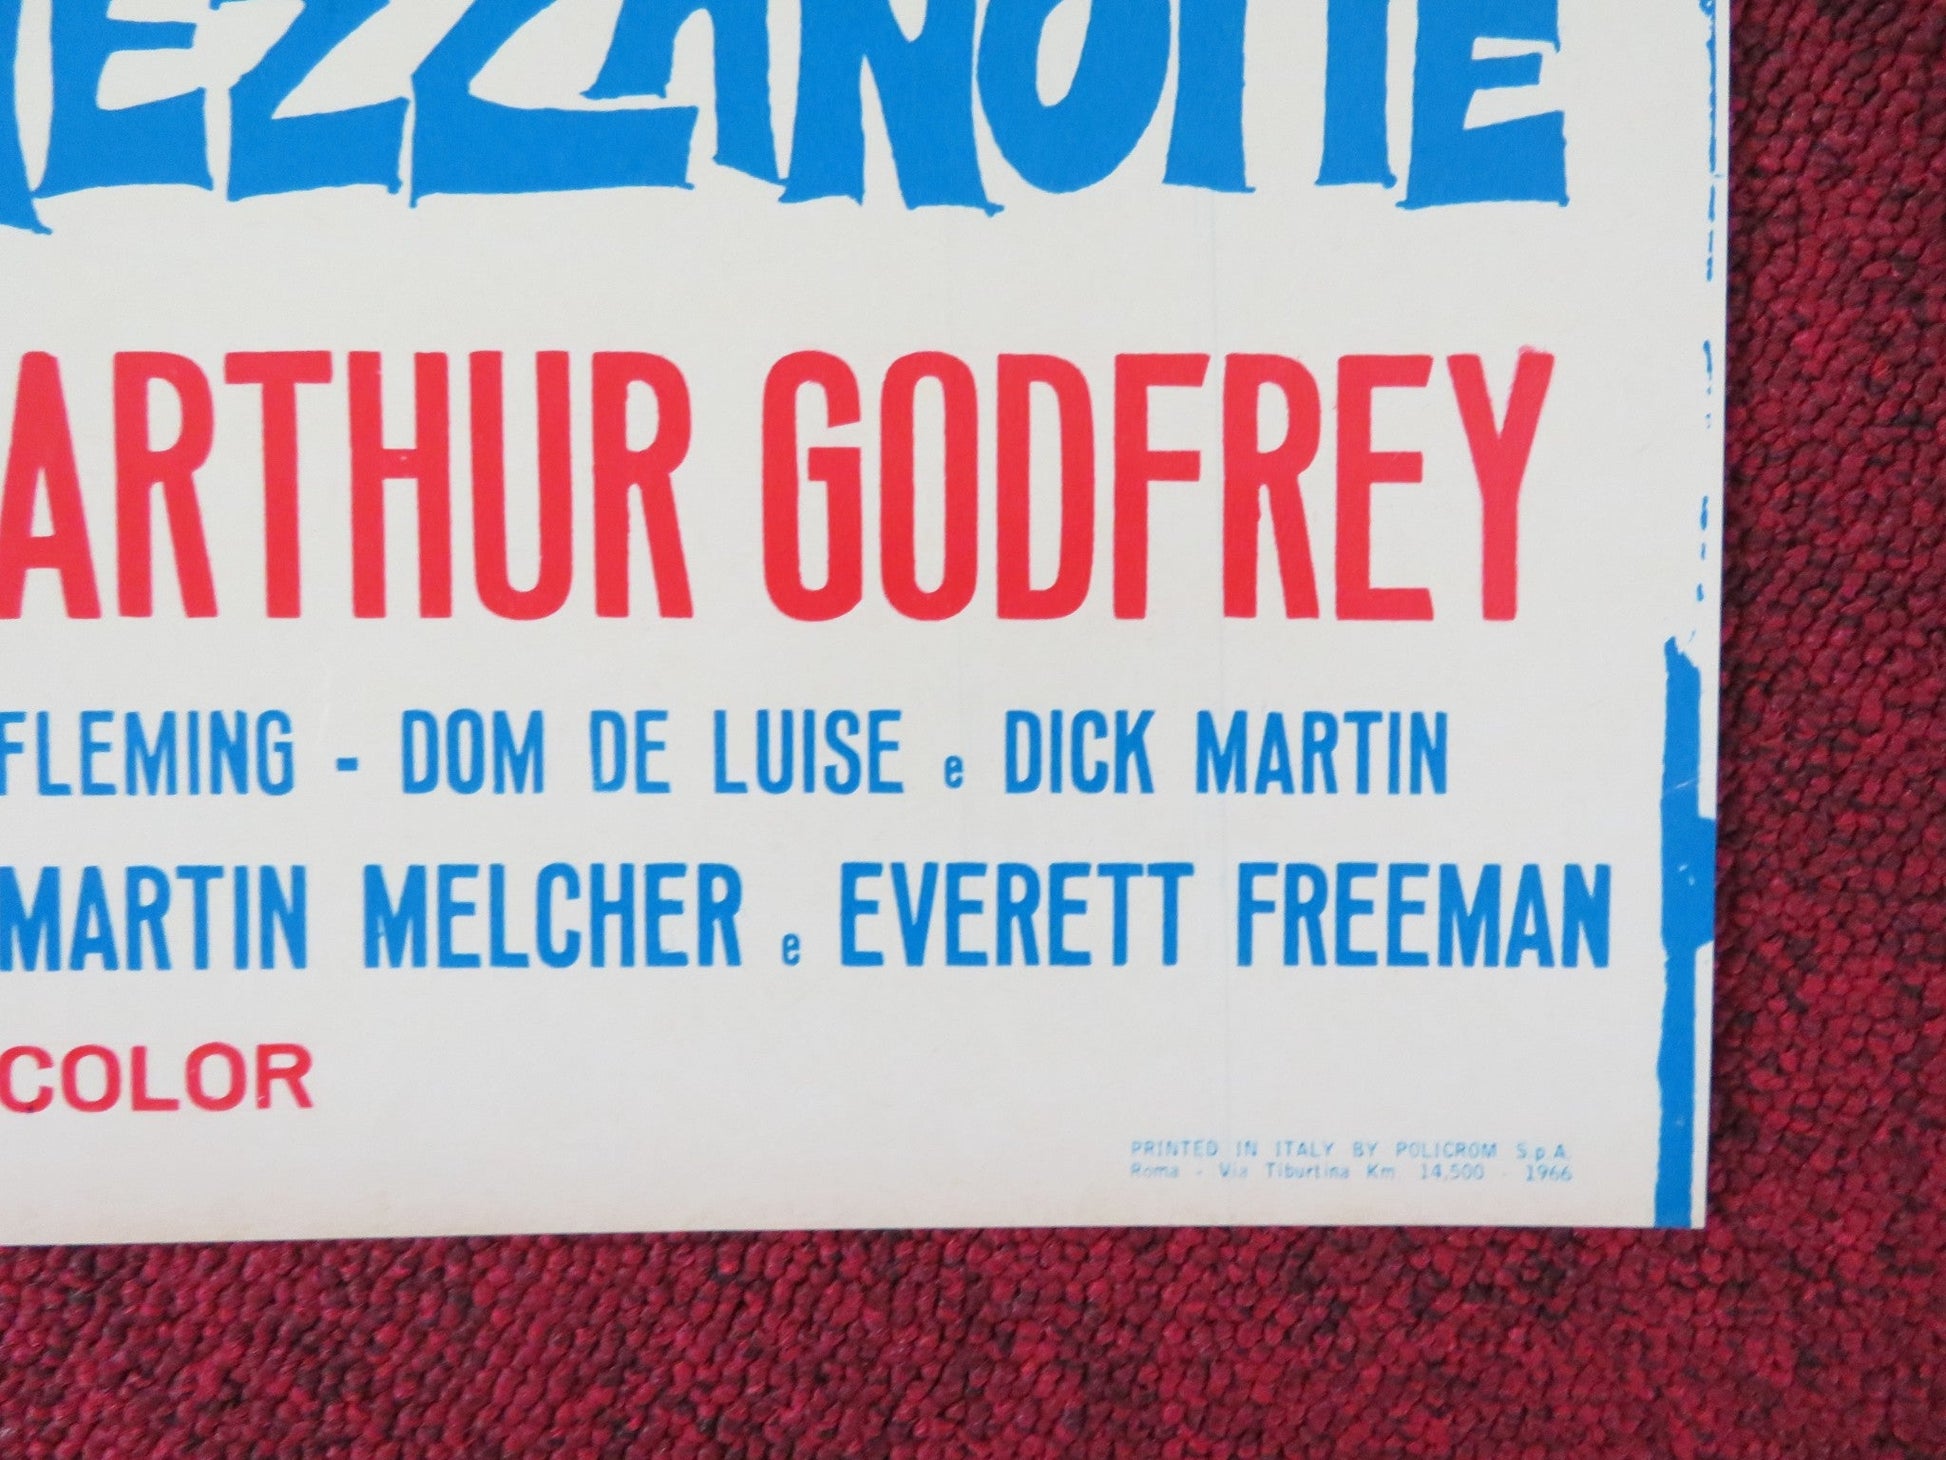 MEZZANOTTE
ARTHUR GODFREY
FLEMING - DOM DE LUISE e DICK MARTIN
MARTIN MELCHER e EVERETT FREEMAN
COLOR
PRINTED IN ITALY BY POLICROM S.p.A.
Roma - Via Tiburtina Km 14,500 - 1966